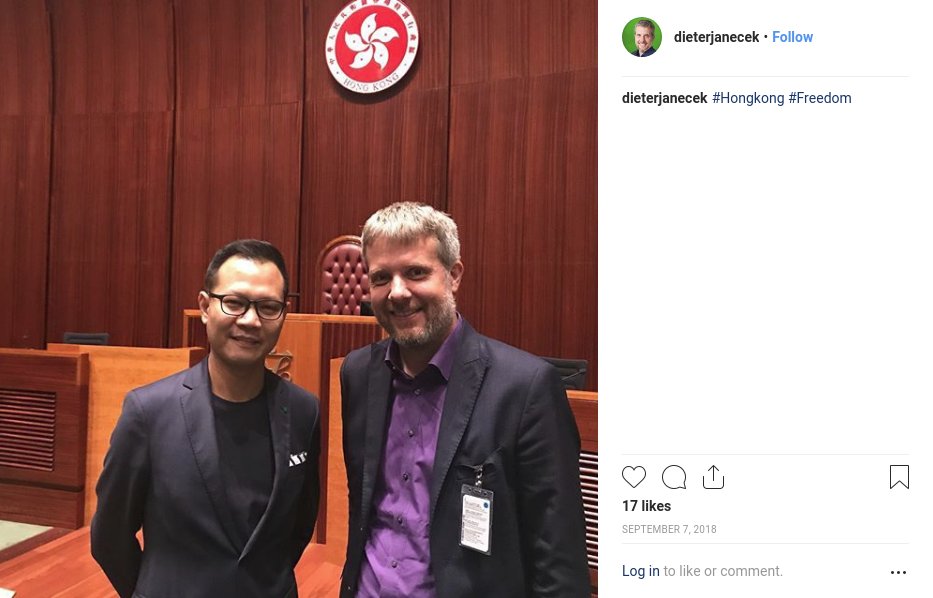 HONG KONG
dieterjanecek • Follow
dieterjanecek #Hongkong #Freedom
17 likes
SEPTEMBER 7, 2018
Log in to like or comment.